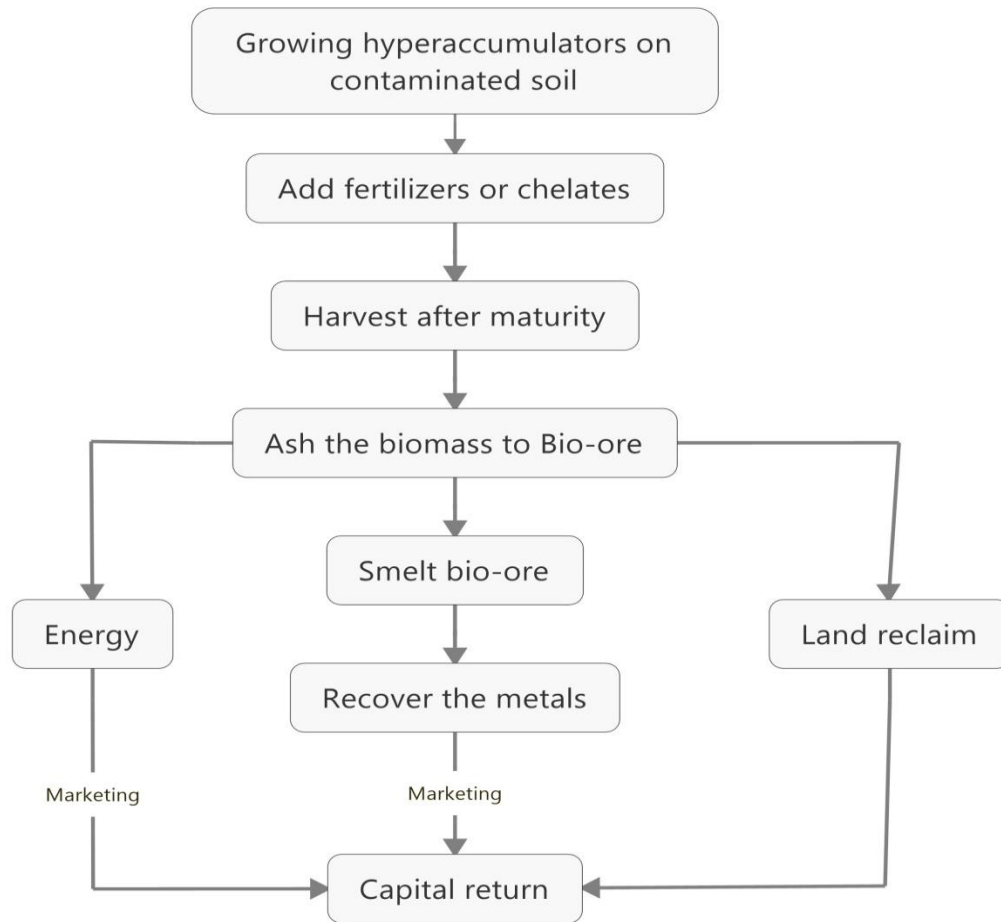 Growing hyperaccumulators on
contaminated soil
Add fertilizers or chelates
Harvest after maturity
Ash the biomass to Bio-ore
Smelt bio-ore
Energy
Land reclaim
Recover the metals
Marketing
Marketing
Capital return